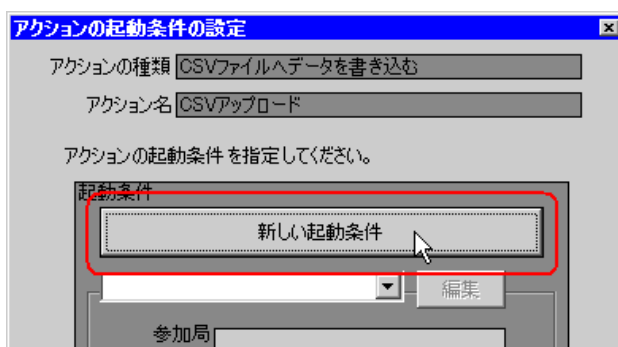 アクションの起動条件の設定
アクションの種類 CSVファイルへデータを書き込む
アクション名 CSVアップロード
アクションの起動条件を指定してください。
起動条件
新しい起動条件
編集
参加局